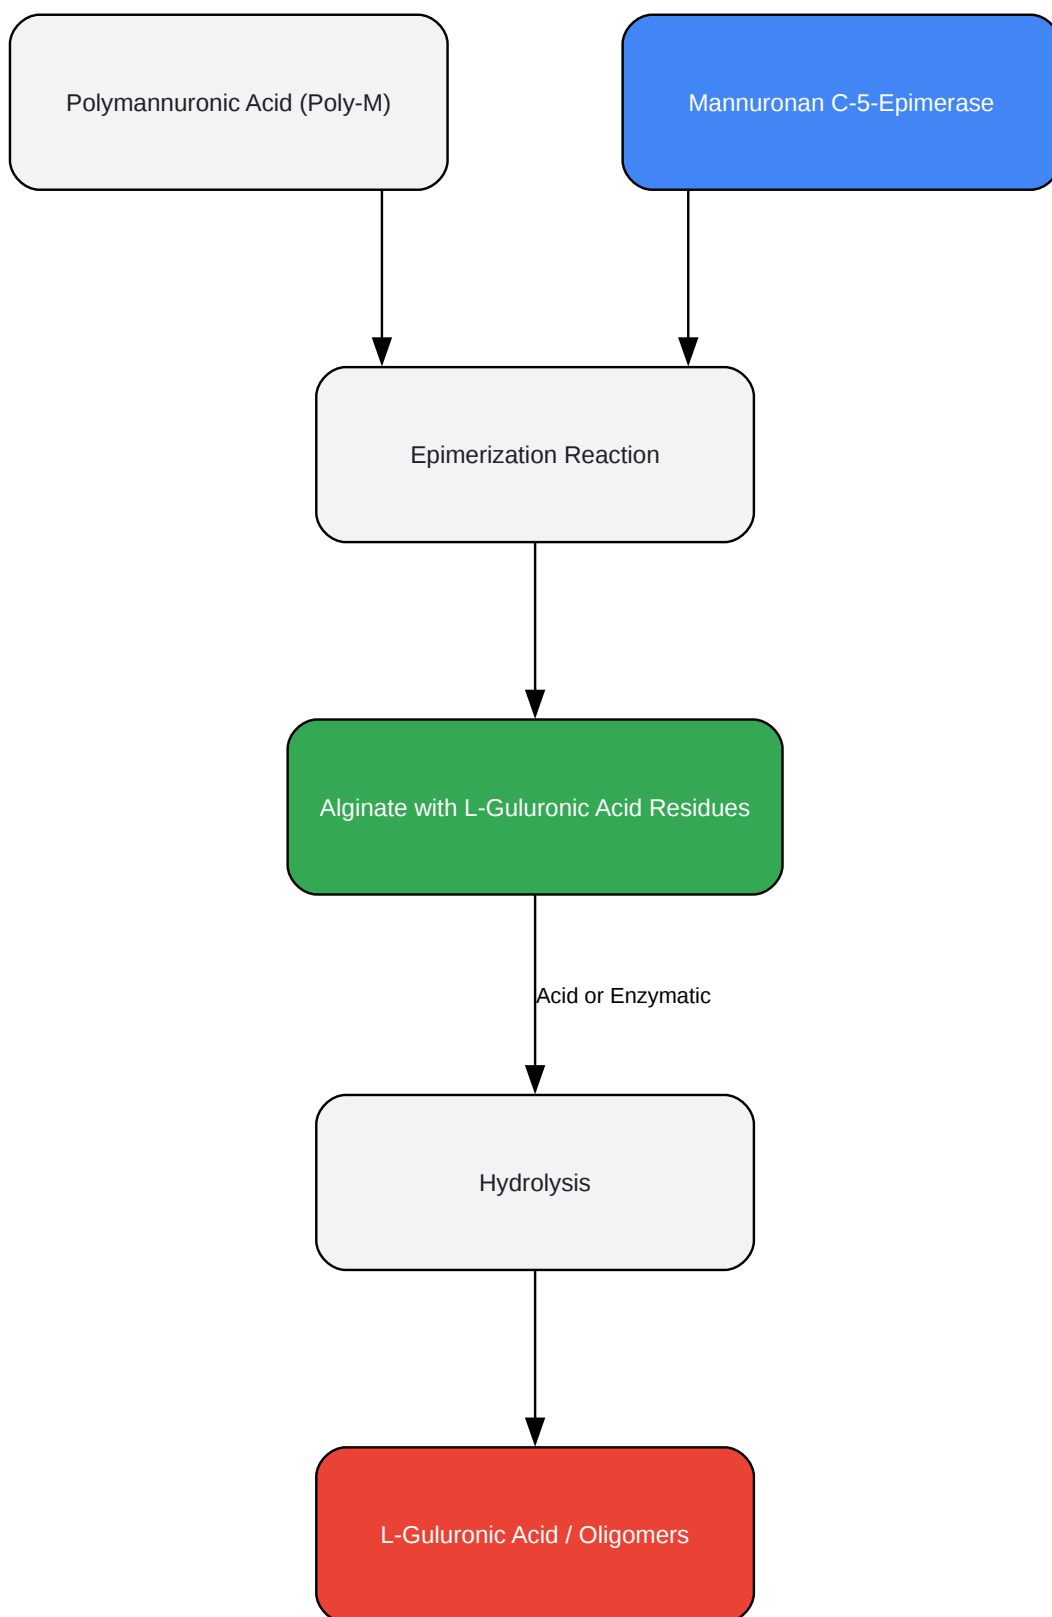 Polymannuronic Acid (Poly-M)
Mannuronan C-5-Epimerase
Epimerization Reaction
Alginate with L-Guluronic Acid Residues
Acid or Enzymatic
Hydrolysis
L-Guluronic Acid / Oligomers